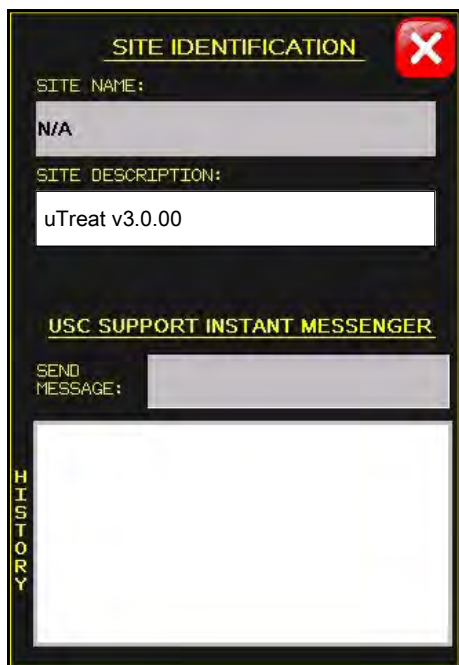 SITE IDENTIFICATION
SITE NAME:
N/A
SITE DESCRIPTION:
uTreat v3.0.00
USC SUPPORT INSTANT MESSENGER
SEND
MESSAGE:
HISTORY